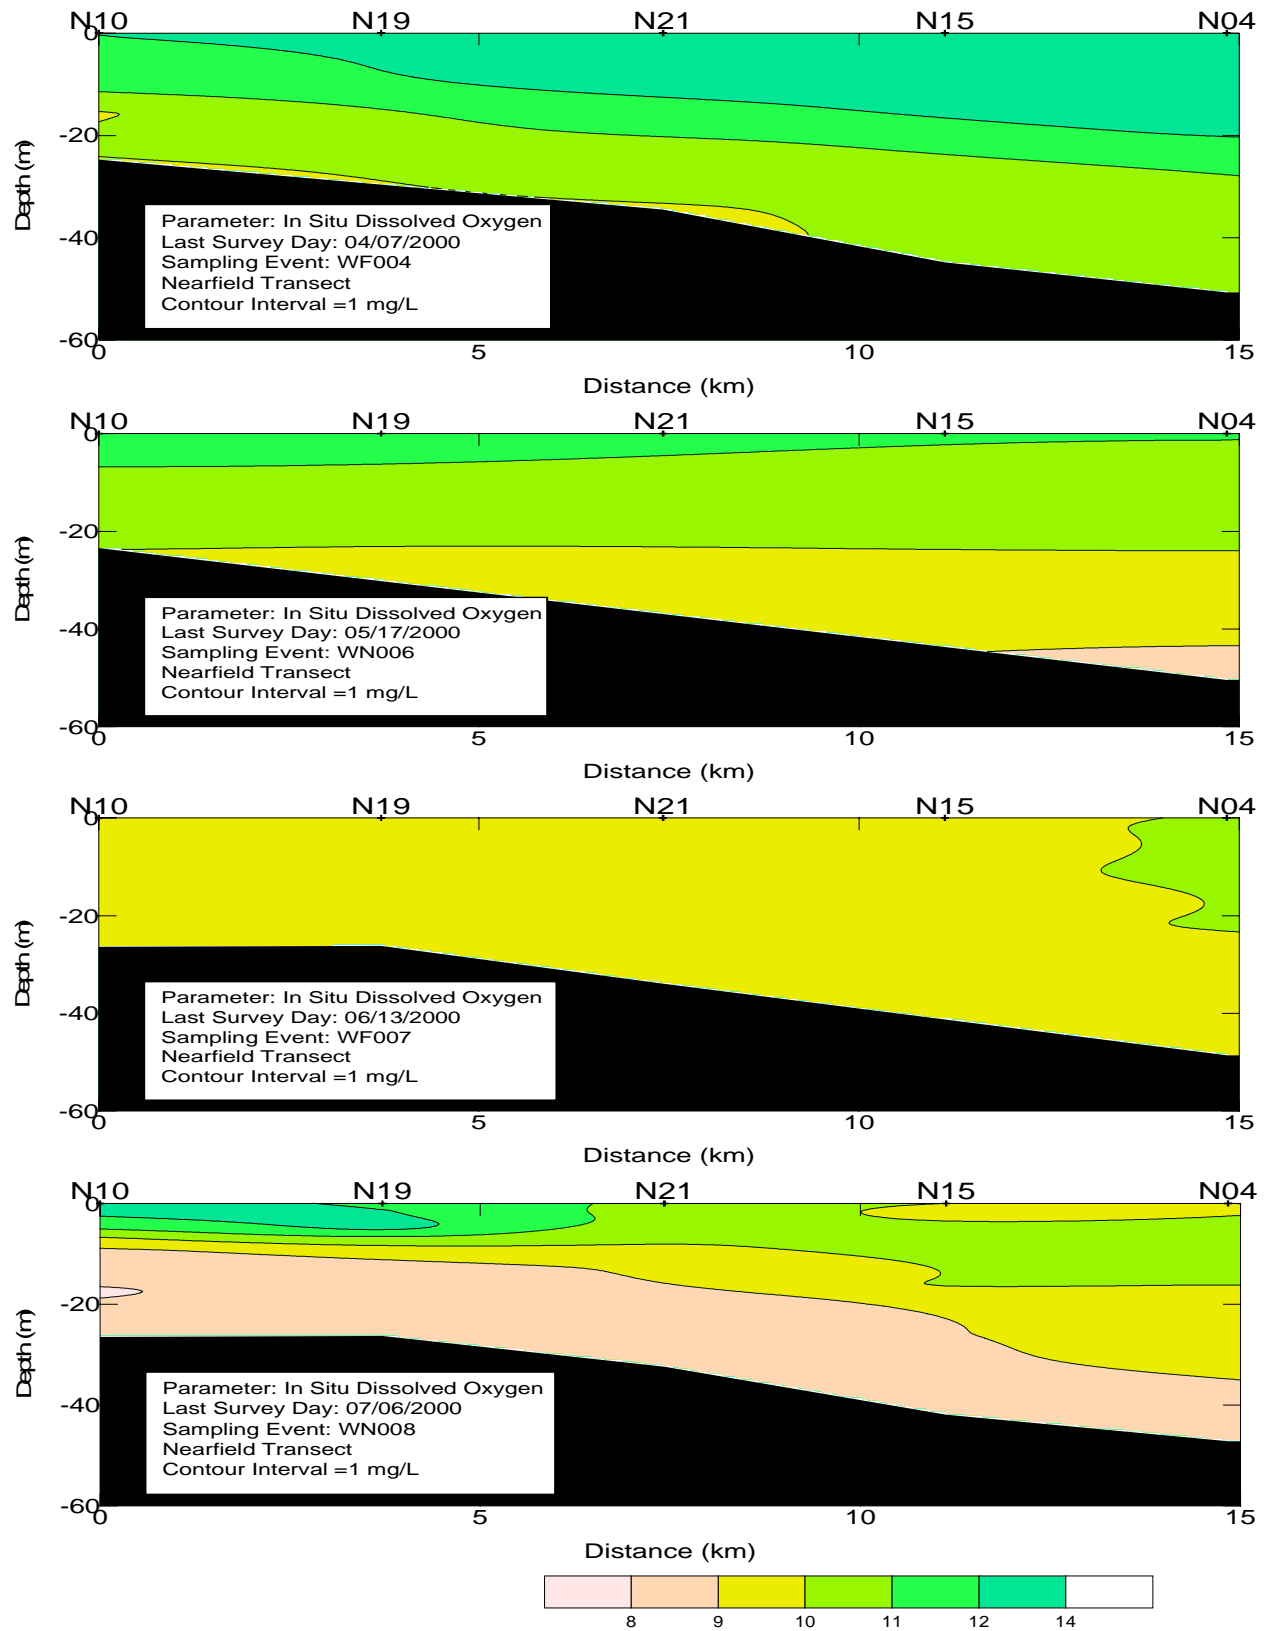 N10 N19 N21 N15 N04
0
-20
-40
-60
Depth (m)
Parameter: In Situ Dissolved Oxygen
Last Survey Day: 04/07/2000
Sampling Event: WF004
Nearfield Transect
Contour Interval =1 mg/L
0 5 10 15
Distance (km)
N10 N19 N21 N15 N04
0
-20
-40
-60
Depth (m)
Parameter: In Situ Dissolved Oxygen
Last Survey Day: 05/17/2000
Sampling Event: WN006
Nearfield Transect
Contour Interval =1 mg/L
0 5 10 15
Distance (km)
N10 N19 N21 N15 N04
0
-20
-40
-60
Depth (m)
Parameter: In Situ Dissolved Oxygen
Last Survey Day: 06/13/2000
Sampling Event: WF007
Nearfield Transect
Contour Interval =1 mg/L
0 5 10 15
Distance (km)
N10 N19 N21 N15 N04
0
-20
-40
-60
Depth (m)
Parameter: In Situ Dissolved Oxygen
Last Survey Day: 07/06/2000
Sampling Event: WN008
Nearfield Transect
Contour Interval =1 mg/L
0 5 10 15
Distance (km)
8 9 10 11 12 14